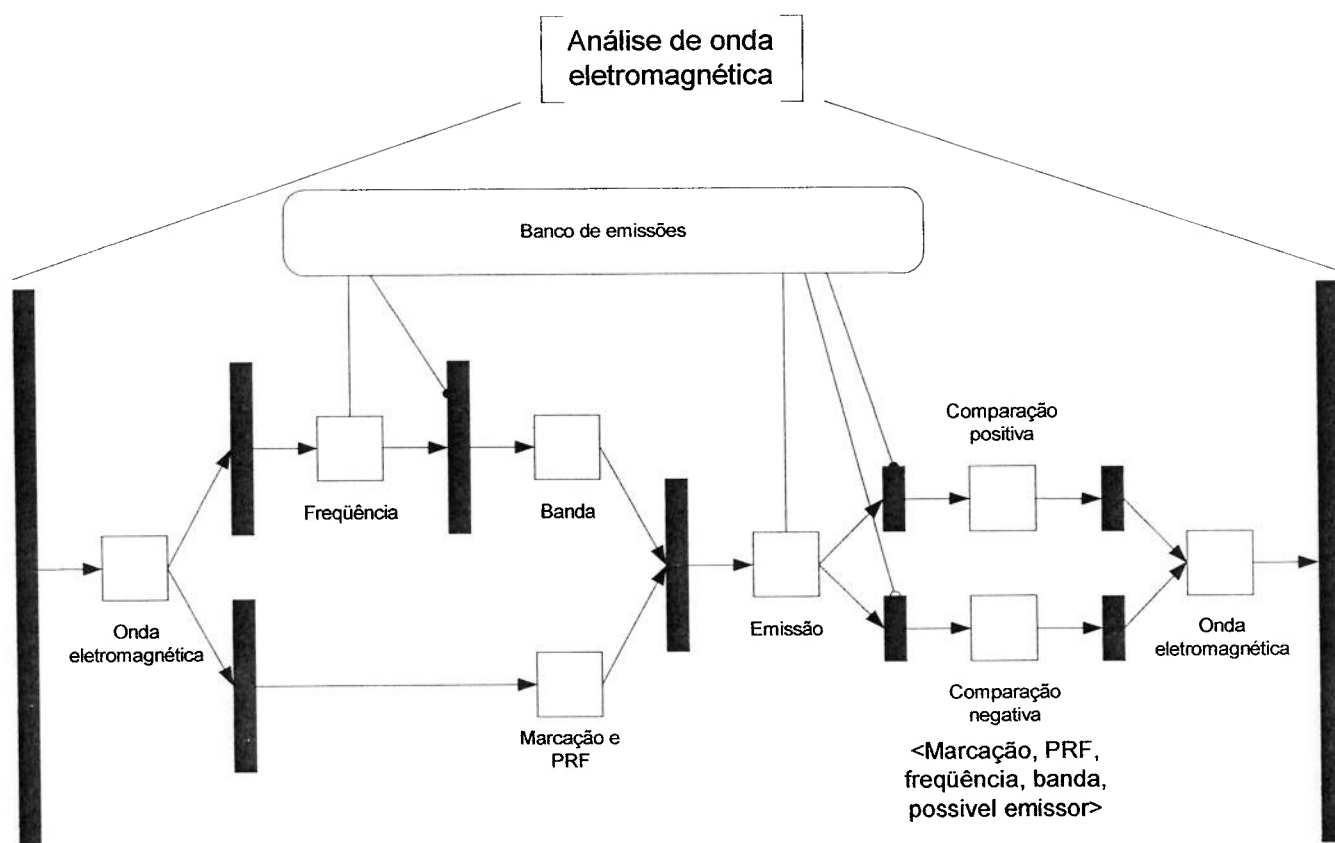 Análise de onda
eletromagnética
Banco de emissões
Comparação
positiva
Freqüência
Banda
Onda
eletromagnética
Emissão
Onda
eletromagnética
Marcação e
PRF
Comparação
negativa
<Marcação, PRF,
freqüência, banda,
possivel emissor>